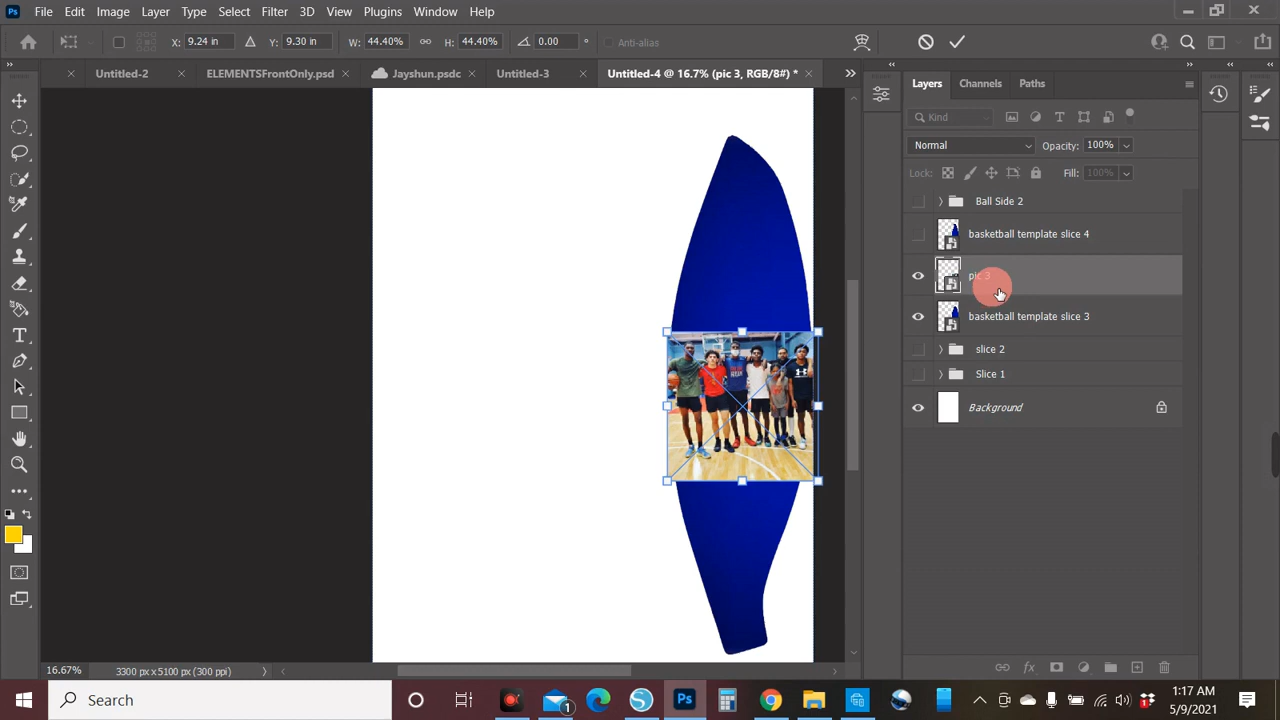 Ps File Edit Image Layer Type Select Filter 3D View Plugins Window Help
X: 9.24 in Y: 9.30 in W: 44.40% H: 44.40% 0.00 ° Anti-alias
Untitled-2 ELEMENTSFrontOnly.psd Jayshun.psdc Untitled-3 Untitled-4 @ 16.7% (pic 3, RGB/8#) *
Layers Channels Paths
Kind
Normal Opacity: 100%
Lock: Fill: 100%
Ball Side 2
basketball template slice 4
pic 3
basketball template slice 3
slice 2
Slice 1
Background
16.67% 3300 px x 5100 px (300 ppi)
Search
1
Ps
1:17 AM
5/9/2021